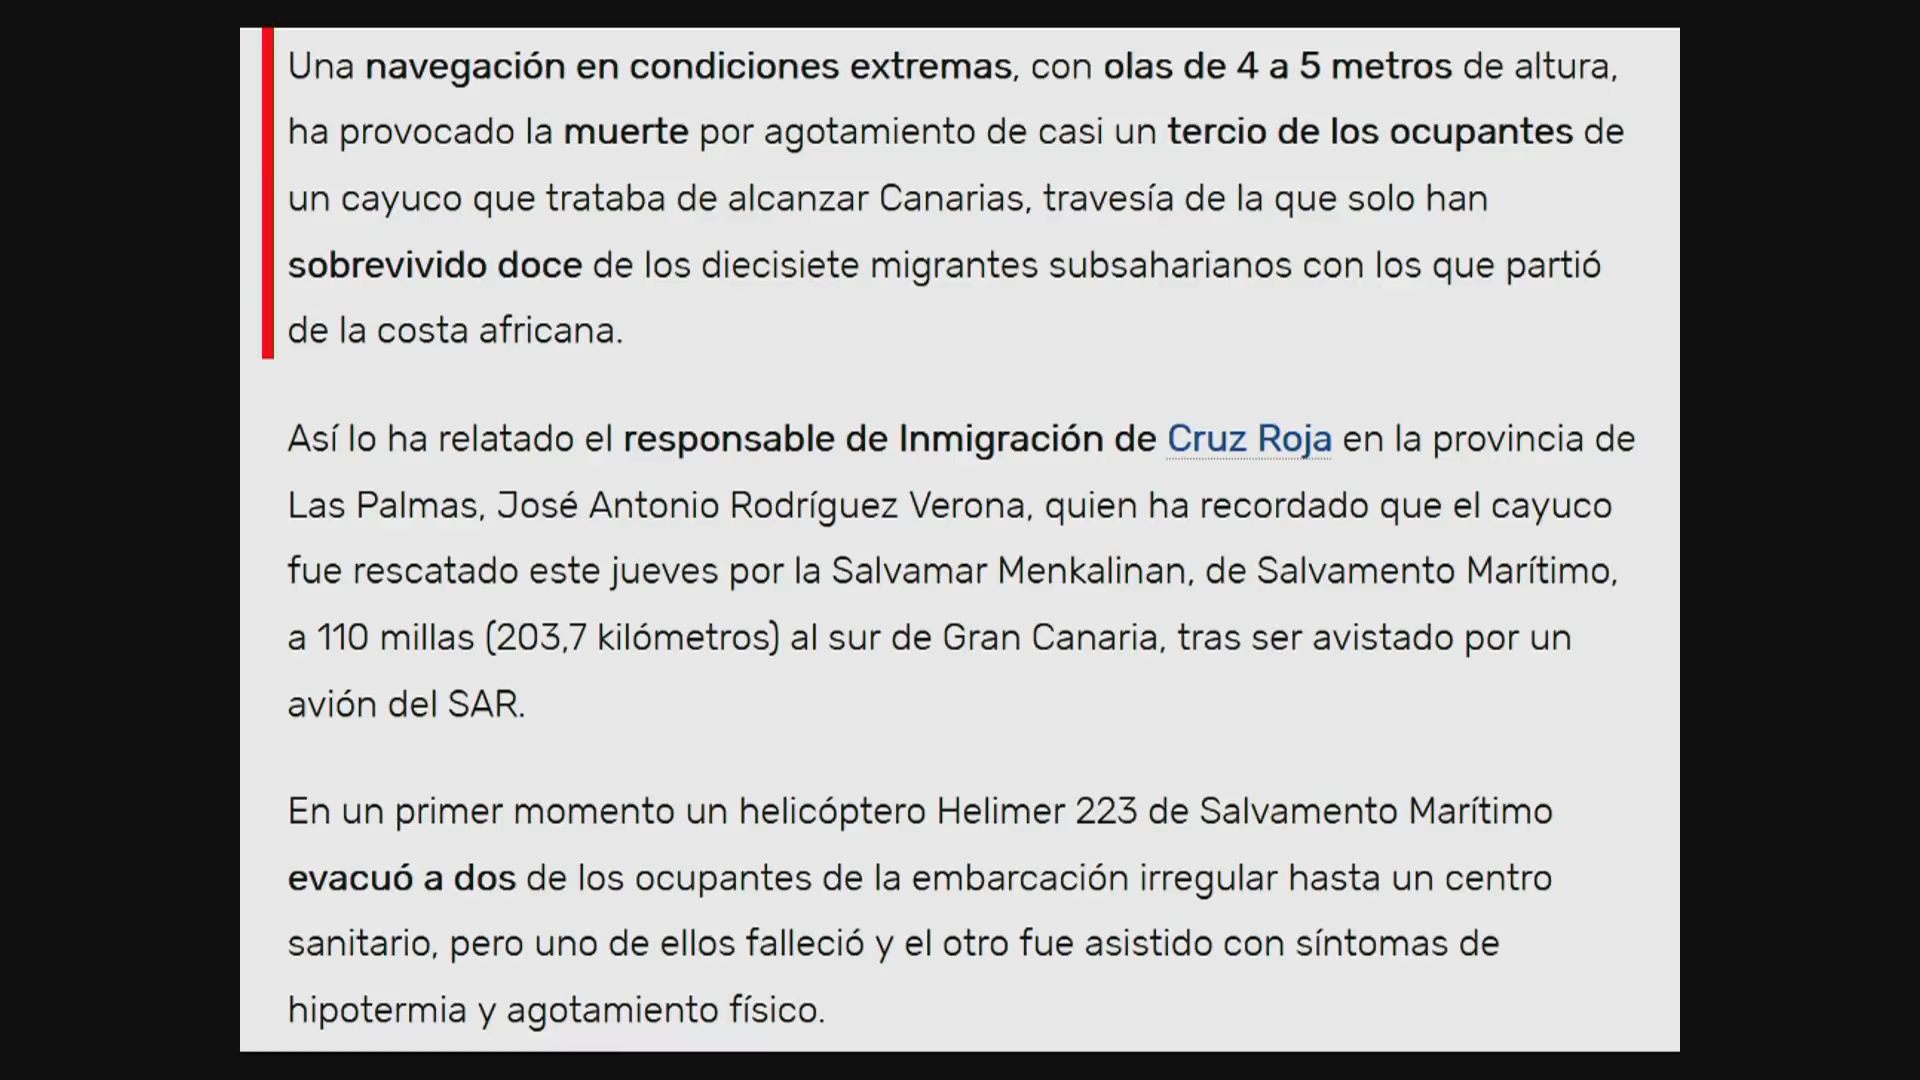 Una navegación en condiciones extremas, con olas de 4 a 5 metros de altura,
ha provocado la muerte por agotamiento de casi un tercio de los ocupantes de
un cayuco que trataba de alcanzar Canarias, travesía de la que solo han
sobrevivido doce de los diecisiete migrantes subsaharianos con los que partió
de la costa africana.
Así lo ha relatado el responsable de Inmigración de Cruz Roja en la provincia de
Las Palmas, José Antonio Rodríguez Verona, quien ha recordado que el cayuco
fue rescatado este jueves por la Salvamar Menkalinan, de Salvamento Marítimo,
a 110 millas (203,7 kilómetros) al sur de Gran Canaria, tras ser avistado por un
avión del SAR.
En un primer momento un helicóptero Helimer 223 de Salvamento Marítimo
evacuó a dos de los ocupantes de la embarcación irregular hasta un centro
sanitario, pero uno de ellos falleció y el otro fue asistido con síntomas de
hipotermia y agotamiento físico.